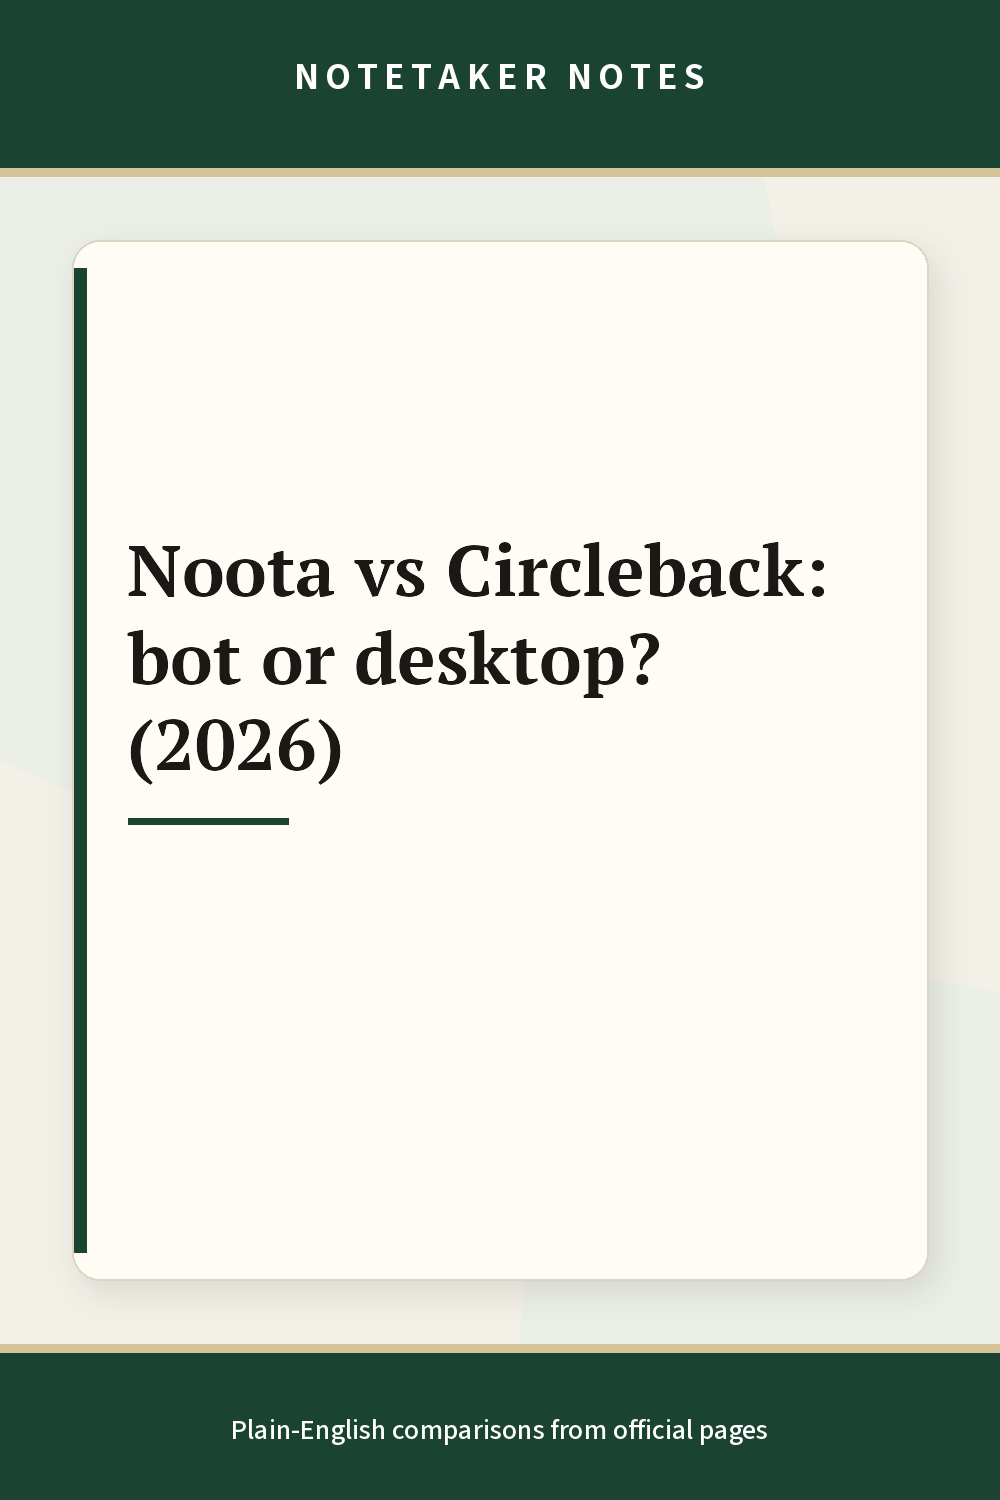 NOTETAKER NOTES
Noota vs Circleback:
bot or desktop?
(2026)
Plain-English comparisons from official pages